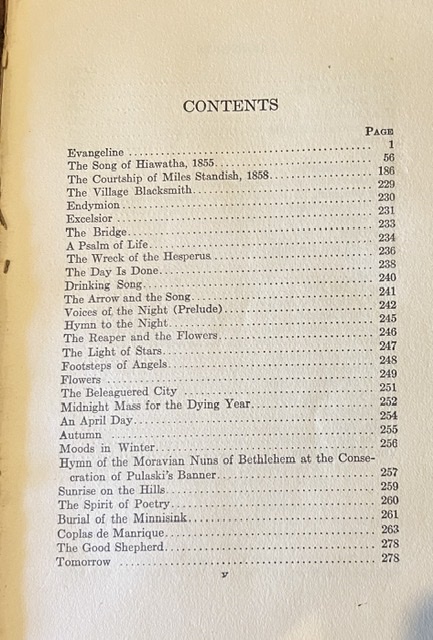 CONTENTS
PAGE
Evangeline ........................................ 1
The Song of Hiawatha, 1855........................ 56
The Courtship of Miles Standish, 1858................ 186
The Village Blacksmith............................ 229
Endymion........................................ 230
Excelsior ........................................ 231
The Bridge........................................ 233
A Psalm of Life.................................... 234
The Wreck of the Hesperus........................ 236
The Day Is Done.................................. 238
Drinking Song.................................... 240
The Arrow and the Song............................ 241
Voices of the Night (Prelude)........................ 242
Hymn to the Night................................ 245
The Reaper and the Flowers........................ 246
The Light of Stars................................ 247
Footsteps of Angels................................ 248
Flowers ........................................ 249
The Beleaguered City ............................ 251
Midnight Mass for the Dying Year.................... 252
An April Day.................................... 254
Autumn ........................................ 255
Moods in Winter.................................. 256
Hymn of the Moravian Nuns of Bethlehem at the Conse-
cration of Pulaski's Banner........................ 257
Sunrise on the Hills................................ 259
The Spirit of Poetry................................ 260
Burial of the Minnisink............................ 261
Coplas de Manrique................................ 263
The Good Shepherd................................ 278
Tomorrow ........................................ 278
v